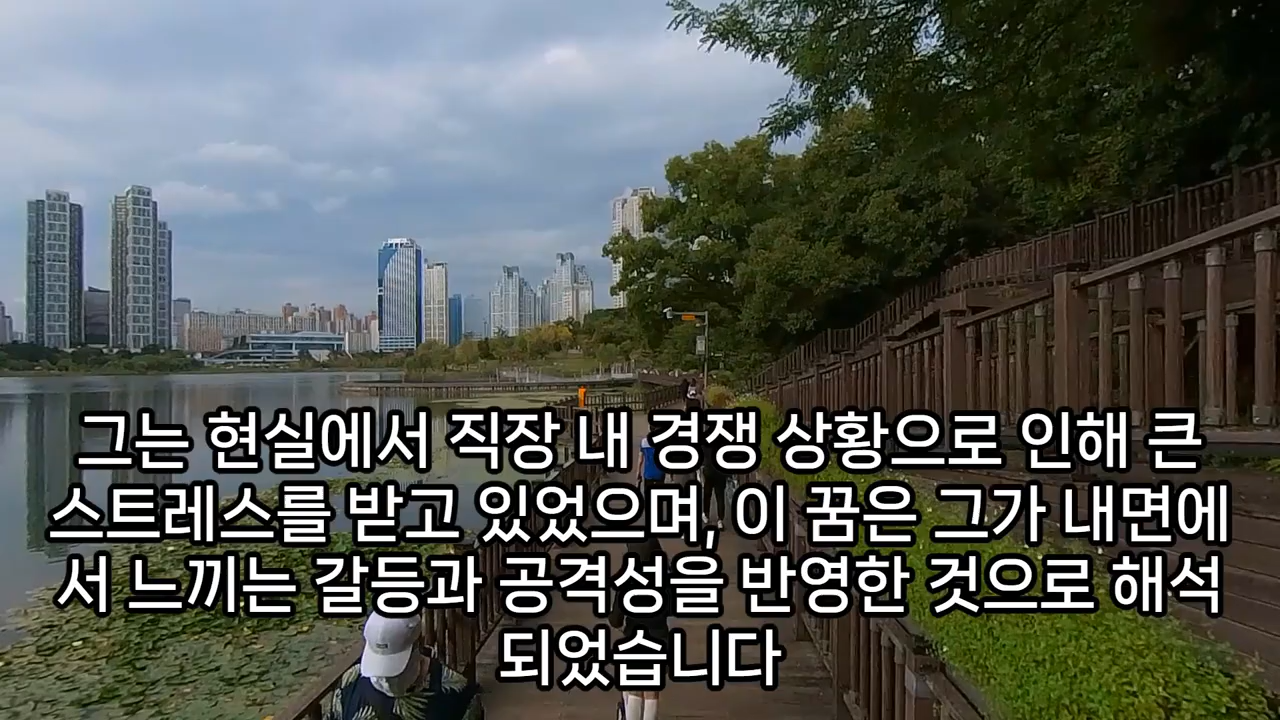 그는 현실에서 직장 내 경쟁 상황으로 인해 큰
스트레스를 받고 있었으며, 이 꿈은 그가 내면에
서 느끼는 갈등과 공격성을 반영한 것으로 해석
되었습니다